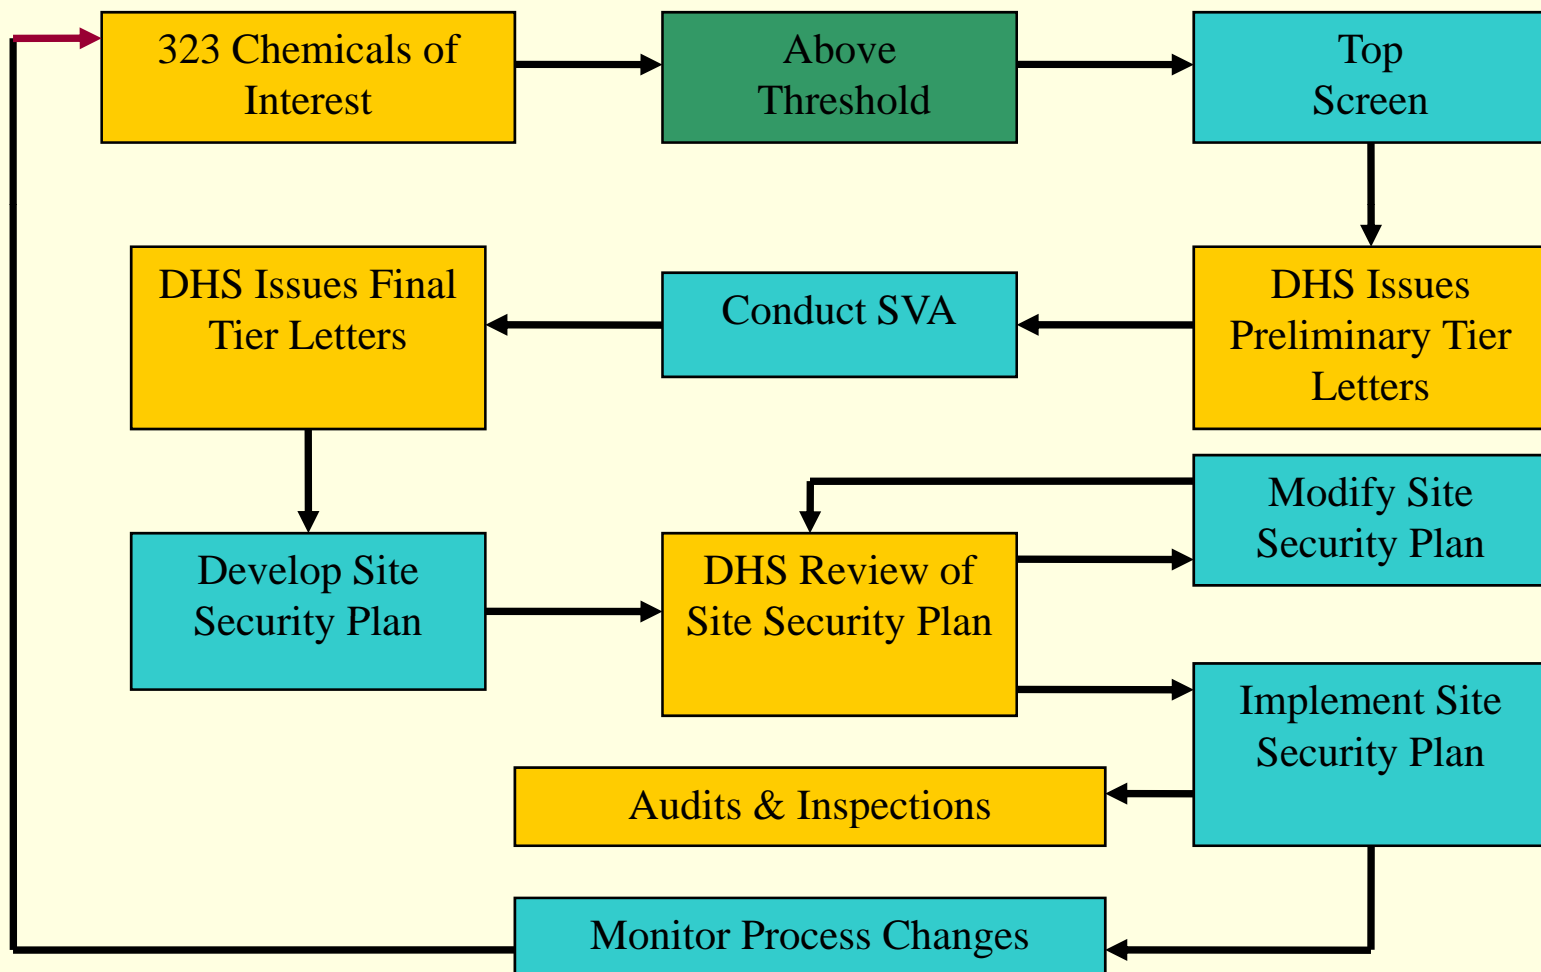 323 Chemicals of
Interest
Above
Threshold
Top
Screen
DHS Issues Final
Tier Letters
Conduct SVA
DHS Issues
Preliminary Tier
Letters
Modify Site
Security Plan
Develop Site
Security Plan
DHS Review of
Site Security Plan
Implement Site
Security Plan
Audits & Inspections
Monitor Process Changes